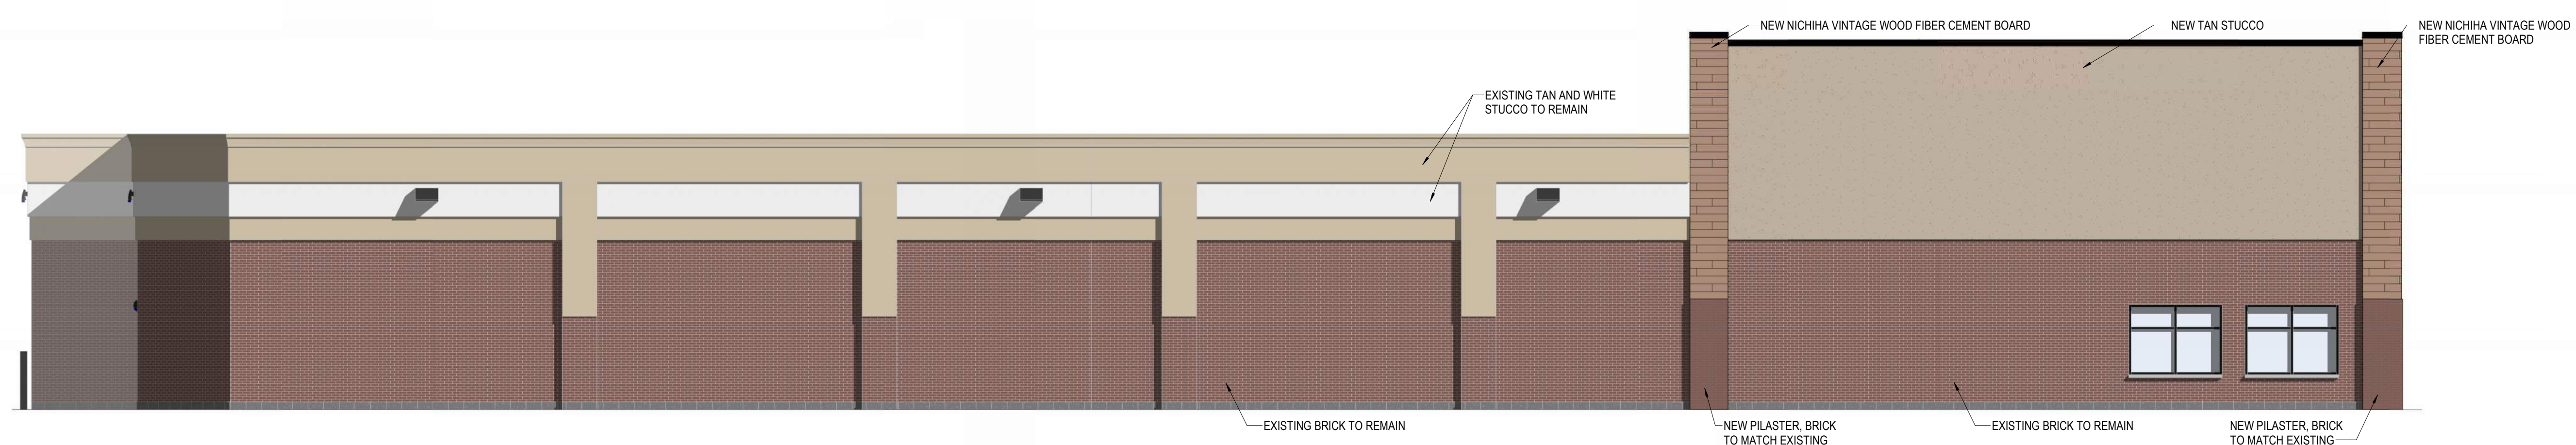 NEW NICHIHA VINTAGE WOOD FIBER CEMENT BOARD
NEW TAN STUCCO
NEW NICHIHA VINTAGE WOOD
FIBER CEMENT BOARD
EXISTING TAN AND WHITE
STUCCO TO REMAIN
EXISTING BRICK TO REMAIN
NEW PILASTER, BRICK
TO MATCH EXISTING
EXISTING BRICK TO REMAIN
NEW PILASTER, BRICK
TO MATCH EXISTING